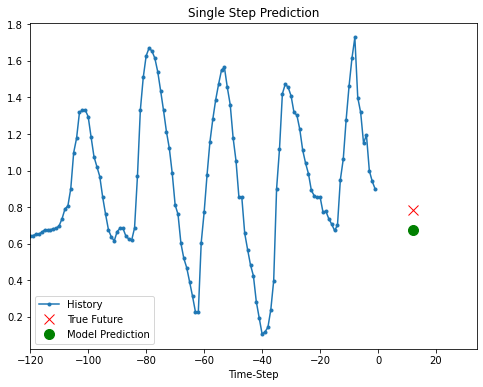 Single Step Prediction
1.8
1.6
1.4
1.2
1.0
0.8
0.6
0.4
0.2
History
True Future
Model Prediction
−120 −100 −80 −60 −40 −20 0 20
Time-Step